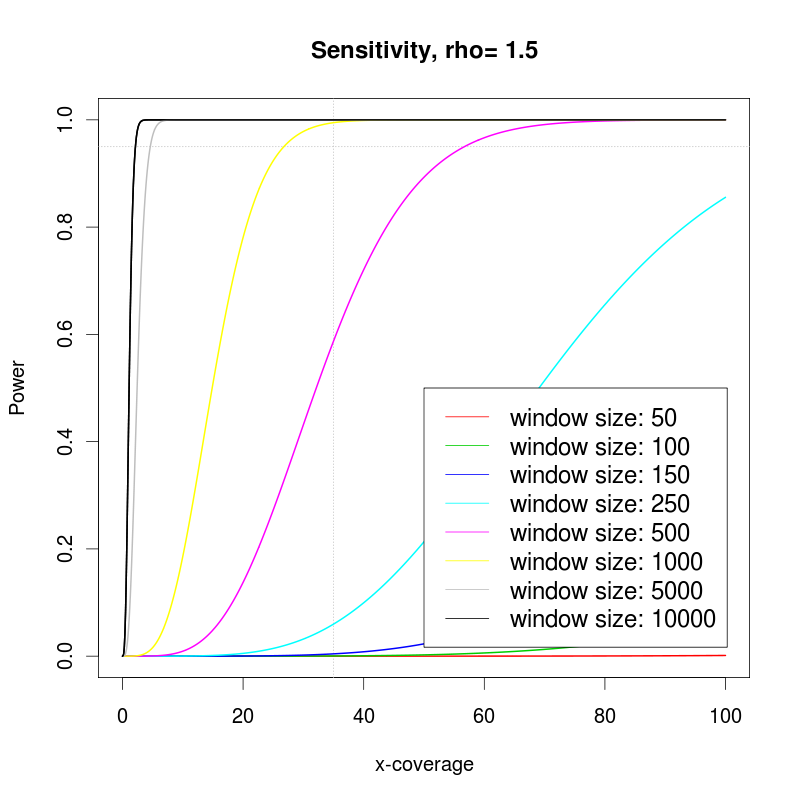 Sensitivity, rho= 1.5
Power
1.0
0.8
0.6
0.4
0.2
0.0
window size: 50
window size: 100
window size: 150
window size: 250
window size: 500
window size: 1000
window size: 5000
window size: 10000
0 20 40 60 80 100
x-coverage